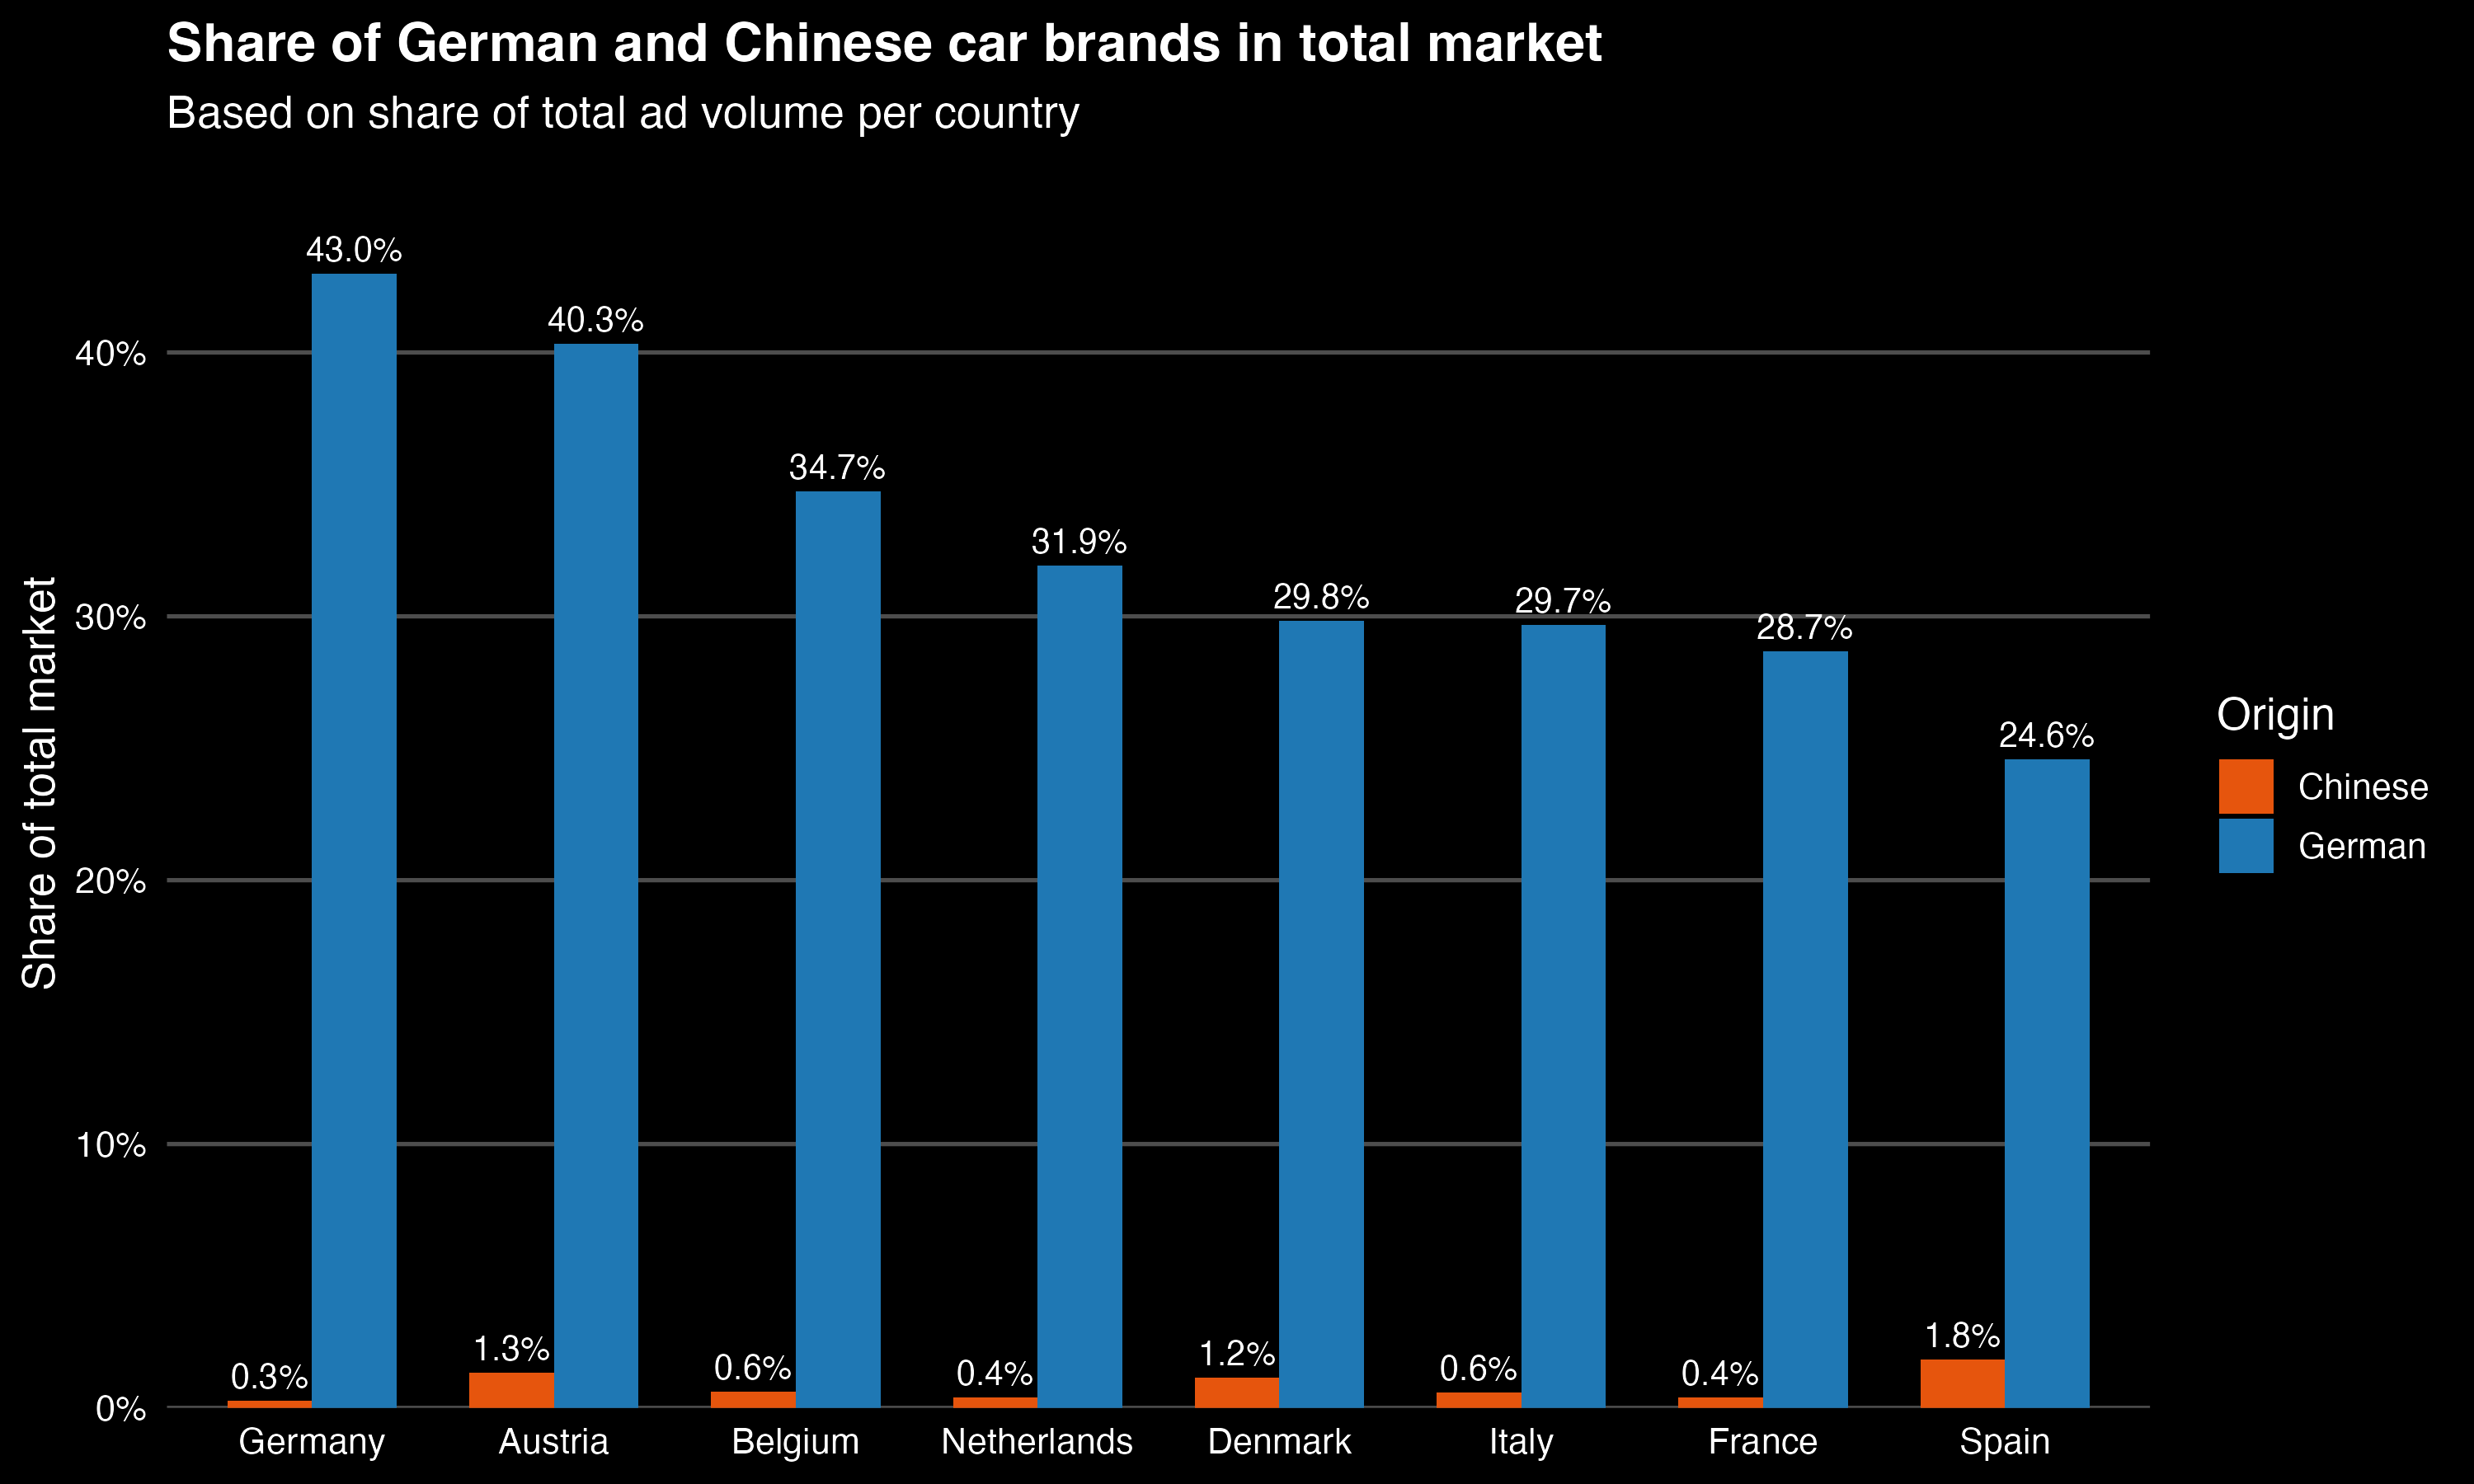 Share of German and Chinese car brands in total market
Based on share of total ad volume per country
Share of total market
40%
30%
20%
10%
0%
43.0%
40.3%
34.7%
31.9%
29.8%
29.7%
28.7%
24.6%
0.3%
1.3%
0.6%
0.4%
1.2%
0.6%
0.4%
1.8%
Germany
Austria
Belgium
Netherlands
Denmark
Italy
France
Spain
Origin
Chinese
German